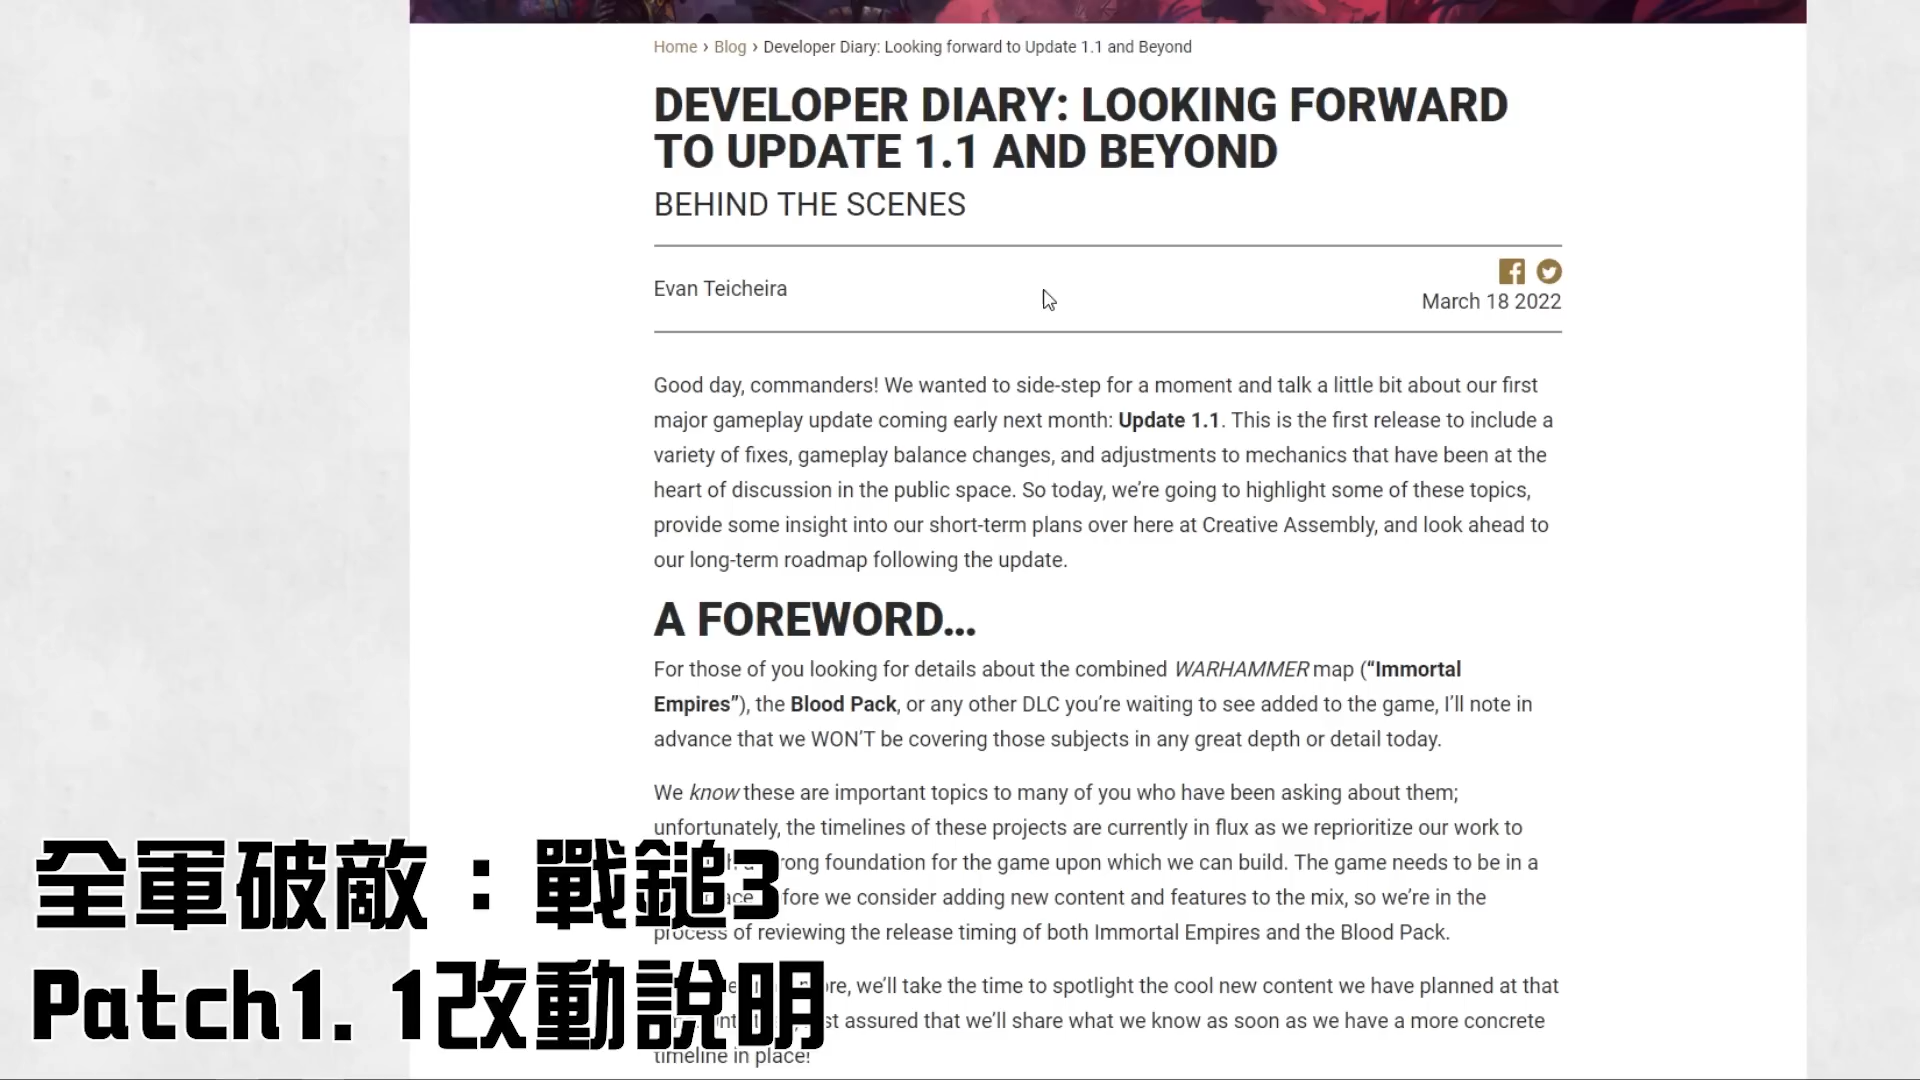 Home › Blog › Developer Diary: Looking forward to Update 1.1 and Beyond
DEVELOPER DIARY: LOOKING FORWARD
TO UPDATE 1.1 AND BEYOND
BEHIND THE SCENES
Evan Teicheira
March 18 2022
Good day, commanders! We wanted to side-step for a moment and talk a little bit about our first
major gameplay update coming early next month: Update 1.1. This is the first release to include a
variety of fixes, gameplay balance changes, and adjustments to mechanics that have been at the
heart of discussion in the public space. So today, we're going to highlight some of these topics,
provide some insight into our short-term plans over here at Creative Assembly, and look ahead to
our long-term roadmap following the update.
A FOREWORD...
For those of you looking for details about the combined WARHAMMER map (“Immortal
Empires”), the Blood Pack, or any other DLC you’re waiting to see added to the game, I’ll note in
advance that we WON’T be covering those subjects in any great depth or detail today.
We know these are important topics to many of you who have been asking about them;
unfortunately, the timelines of these projects are currently in flux as we reprioritize our work to
foundation for the game upon which we can build. The game needs to be in a
we consider adding new content and features to the mix, so we’re in the
process of reviewing the release timing of both Immortal Empires and the Blood Pack.
we’ll take the time to spotlight the cool new content we have planned at that
assured that we’ll share what we know as soon as we have a more concrete
timeline in place!
全軍破敵：戰鎚3
Patch1.1改動說明